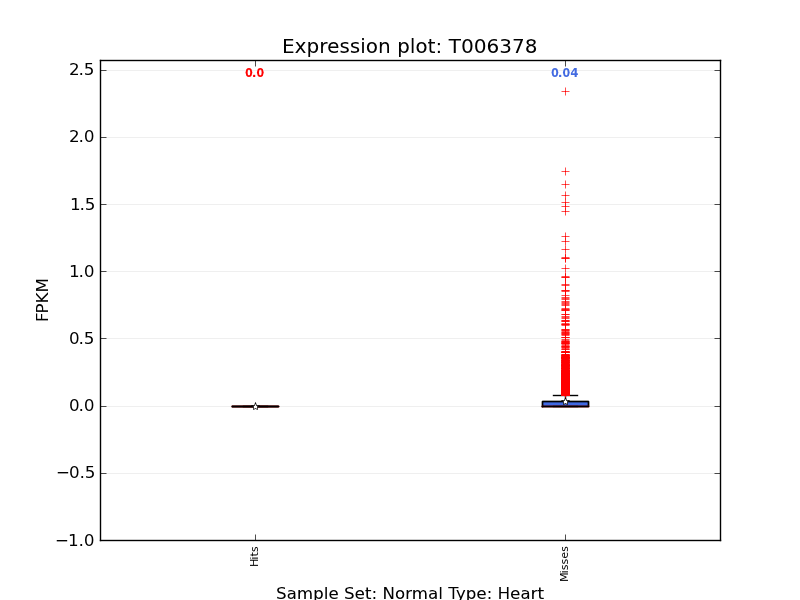 Expression plot: T006378
0.0 0.04
2.5
2.0
1.5
1.0
0.5
0.0
−0.5
−1.0
FPKM
Hits
Misses
Sample Set: Normal Type: Heart